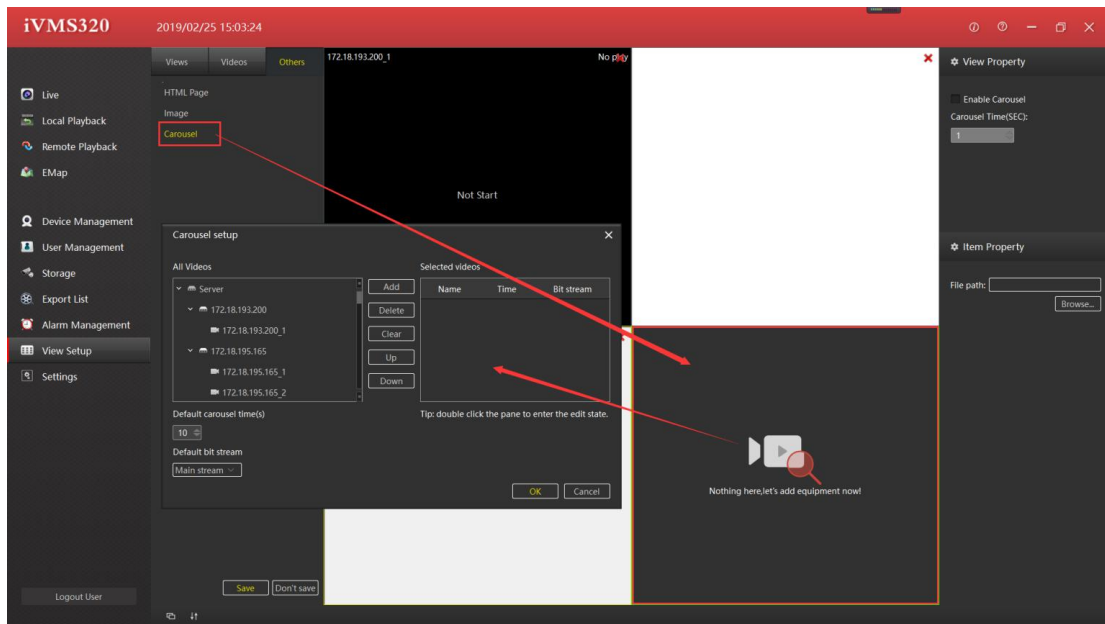 iVMS320
2019/02/25 15:03:24
Live
Local Playback
Remote Playback
EMap
Device Management
User Management
Storage
Export List
Alarm Management
View Setup
Settings
Logout User
Views Videos Others
HTML Page
Image
Carousel
172.18.193.200_1
Not Start
Carousel setup
All Videos
Server
172.18.193.200
172.18.193.200_1
172.18.195.165
172.18.195.165_1
172.18.195.165_2
Add
Delete
Clear
Up
Down
Selected videos
Name Time Bit stream
Tip: double click the pane to enter the edit state.
Default carousel time(s)
10
Default bit stream
Main stream
OK Cancel
Save Don't save
Nothing here,let's add equipment now!
View Property
Enable Carousel
Carousel Time(SEC):
1
Item Property
File path:
Browse...